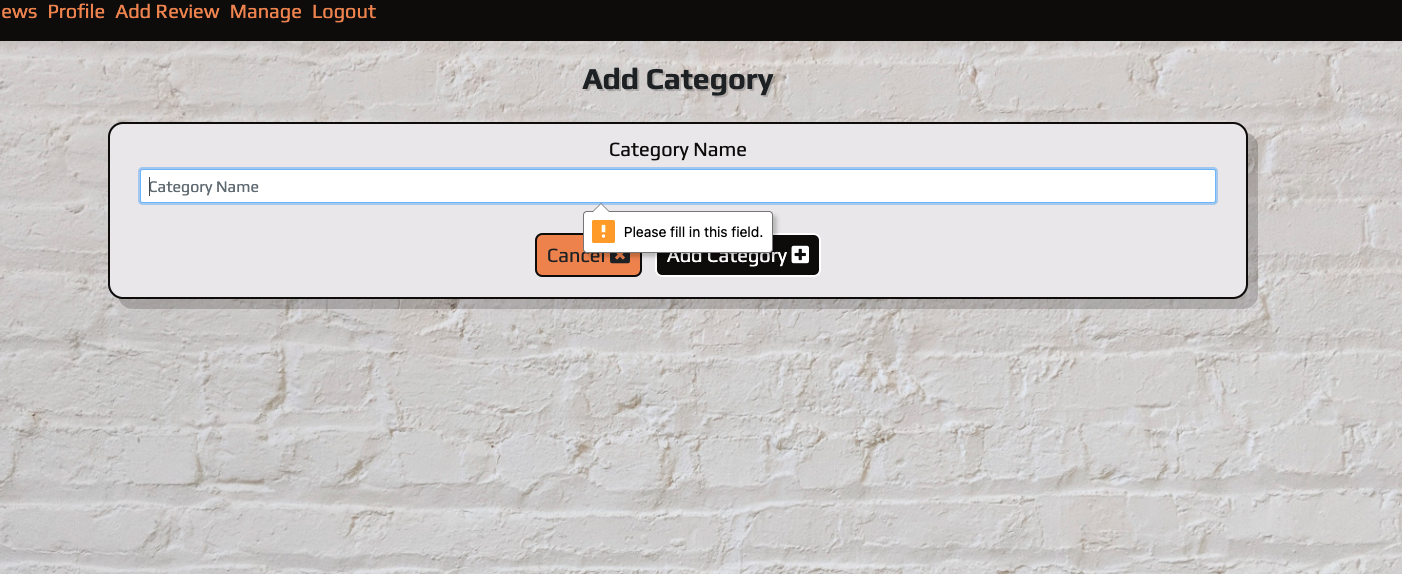 ews Profile Add Review Manage Logout
Add Category
Category Name
Category Name
Please fill in this field.
Cancel Add Category